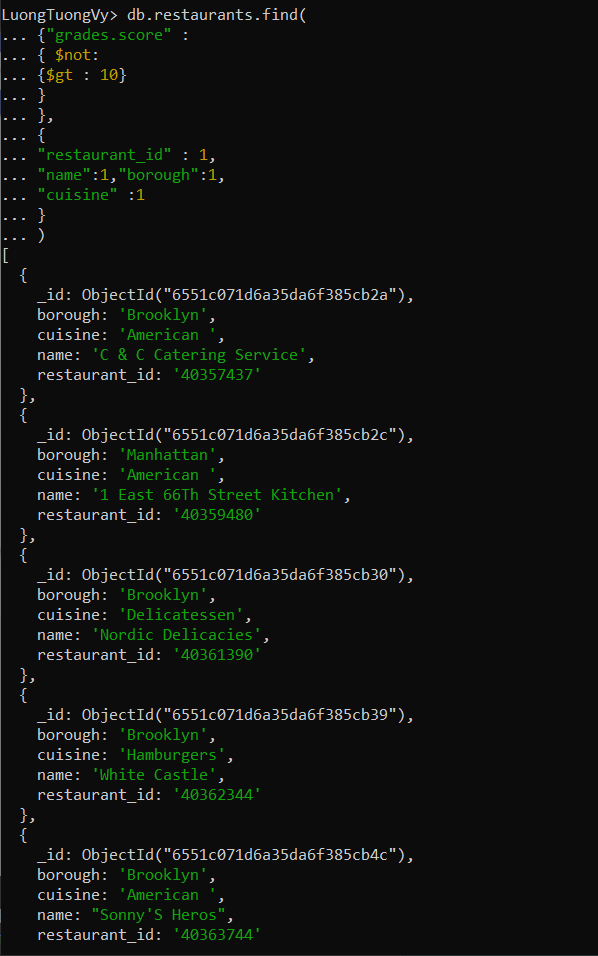 LuongTuongVy> db.restaurants.find(
... {"grades.score" :
... { $not:
... {$gt : 10}
... }
... },
... {
... "restaurant_id" : 1,
... "name":1,"borough":1,
... "cuisine" :1
... }
... )
[
  {
    _id: ObjectId("6551c071d6a35da6f385cb2a"),
    borough: 'Brooklyn',
    cuisine: 'American ',
    name: 'C & C Catering Service',
    restaurant_id: '40357437'
  },
  {
    _id: ObjectId("6551c071d6a35da6f385cb2c"),
    borough: 'Manhattan',
    cuisine: 'American ',
    name: '1 East 66Th Street Kitchen',
    restaurant_id: '40359480'
  },
  {
    _id: ObjectId("6551c071d6a35da6f385cb30"),
    borough: 'Brooklyn',
    cuisine: 'Delicatessen',
    name: 'Nordic Delicacies',
    restaurant_id: '40361390'
  },
  {
    _id: ObjectId("6551c071d6a35da6f385cb39"),
    borough: 'Brooklyn',
    cuisine: 'Hamburgers',
    name: 'White Castle',
    restaurant_id: '40362344'
  },
  {
    _id: ObjectId("6551c071d6a35da6f385cb4c"),
    borough: 'Brooklyn',
    cuisine: 'American ',
    name: "Sonny'S Heros",
    restaurant_id: '40363744'